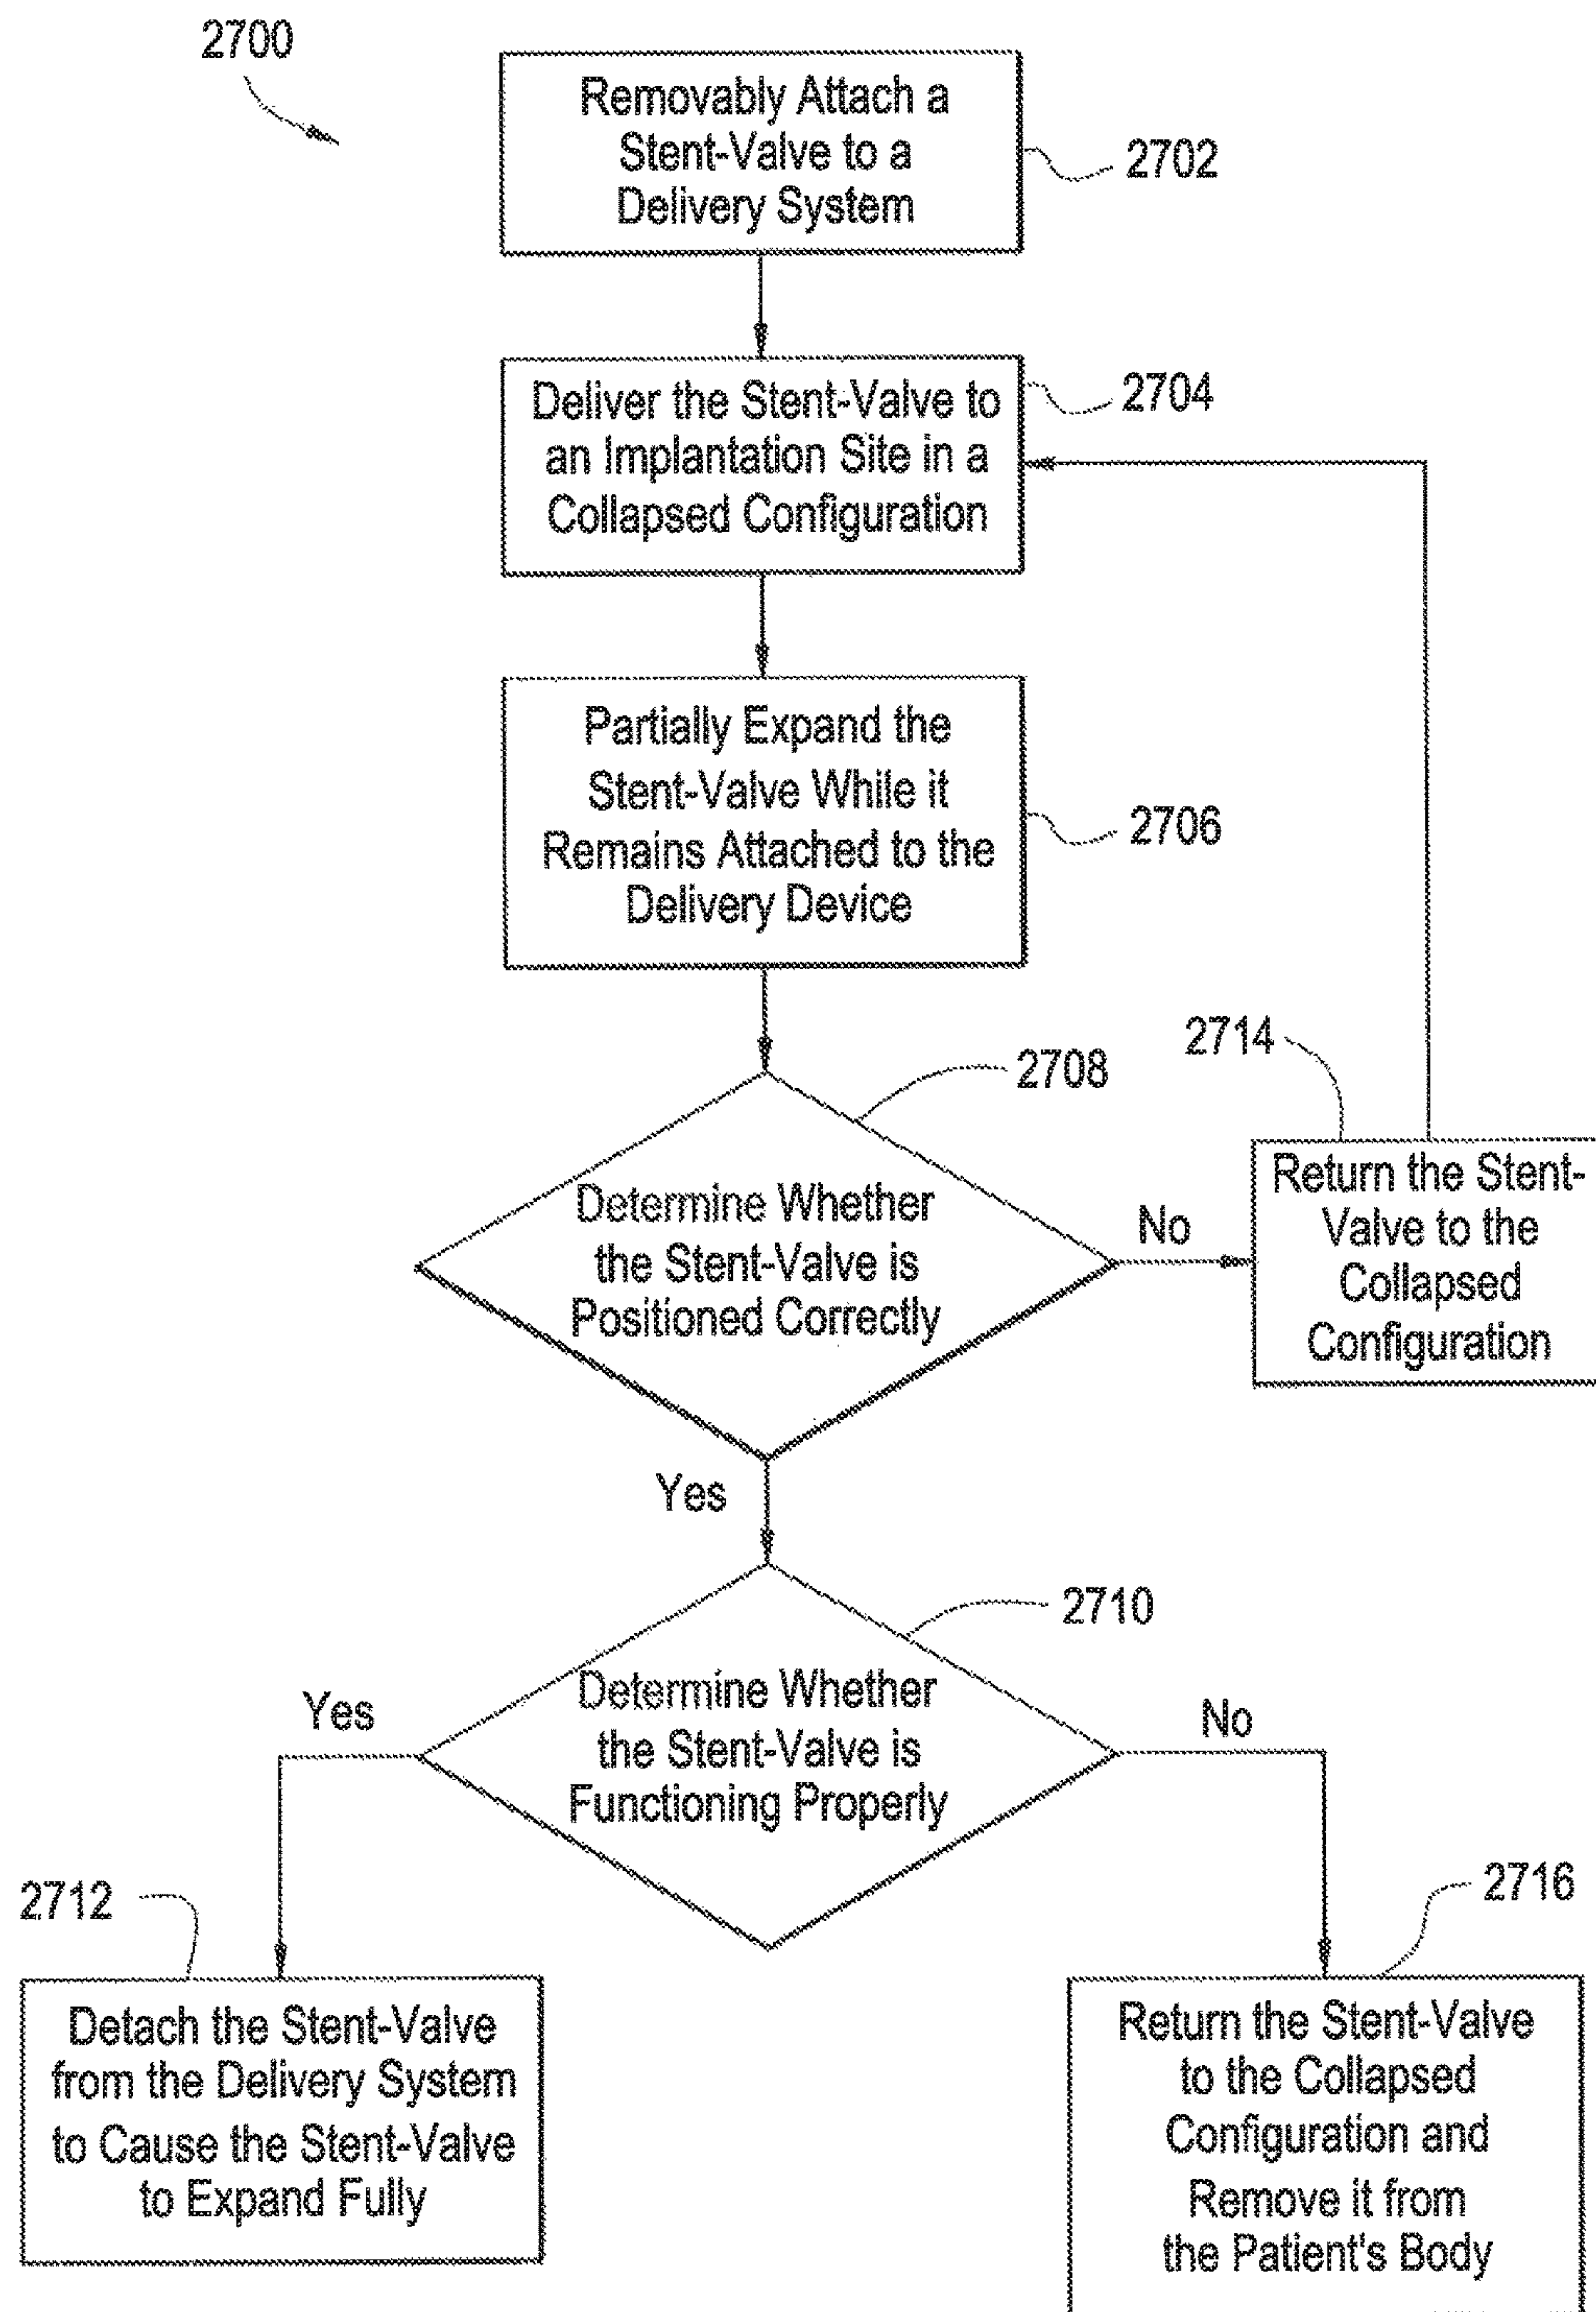 2700
Removably Attach a
Stent-Valve to a
Delivery System
2702
Deliver the Stent-Valve to
an Implantation Site in a
Collapsed Configuration
2704
Partially Expand the
Stent-Valve While it
Remains Attached to the
Delivery Device
2706
2708
Determine Whether
the Stent-Valve is
Positioned Correctly
No
2714
Return the Stent-
Valve to the
Collapsed
Configuration
Yes
2710
Determine Whether
the Stent-Valve is
Functioning Properly
Yes
No
2712
Detach the Stent-Valve
from the Delivery System
to Cause the Stent-Valve
to Expand Fully
2716
Return the Stent-Valve
to the Collapsed
Configuration and
Remove it from
the Patient's Body